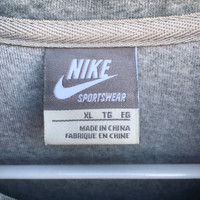 NIKE
SPORTSWEAR
XL TG EG
MADE IN CHINA
FABRIQUÉ EN CHINE